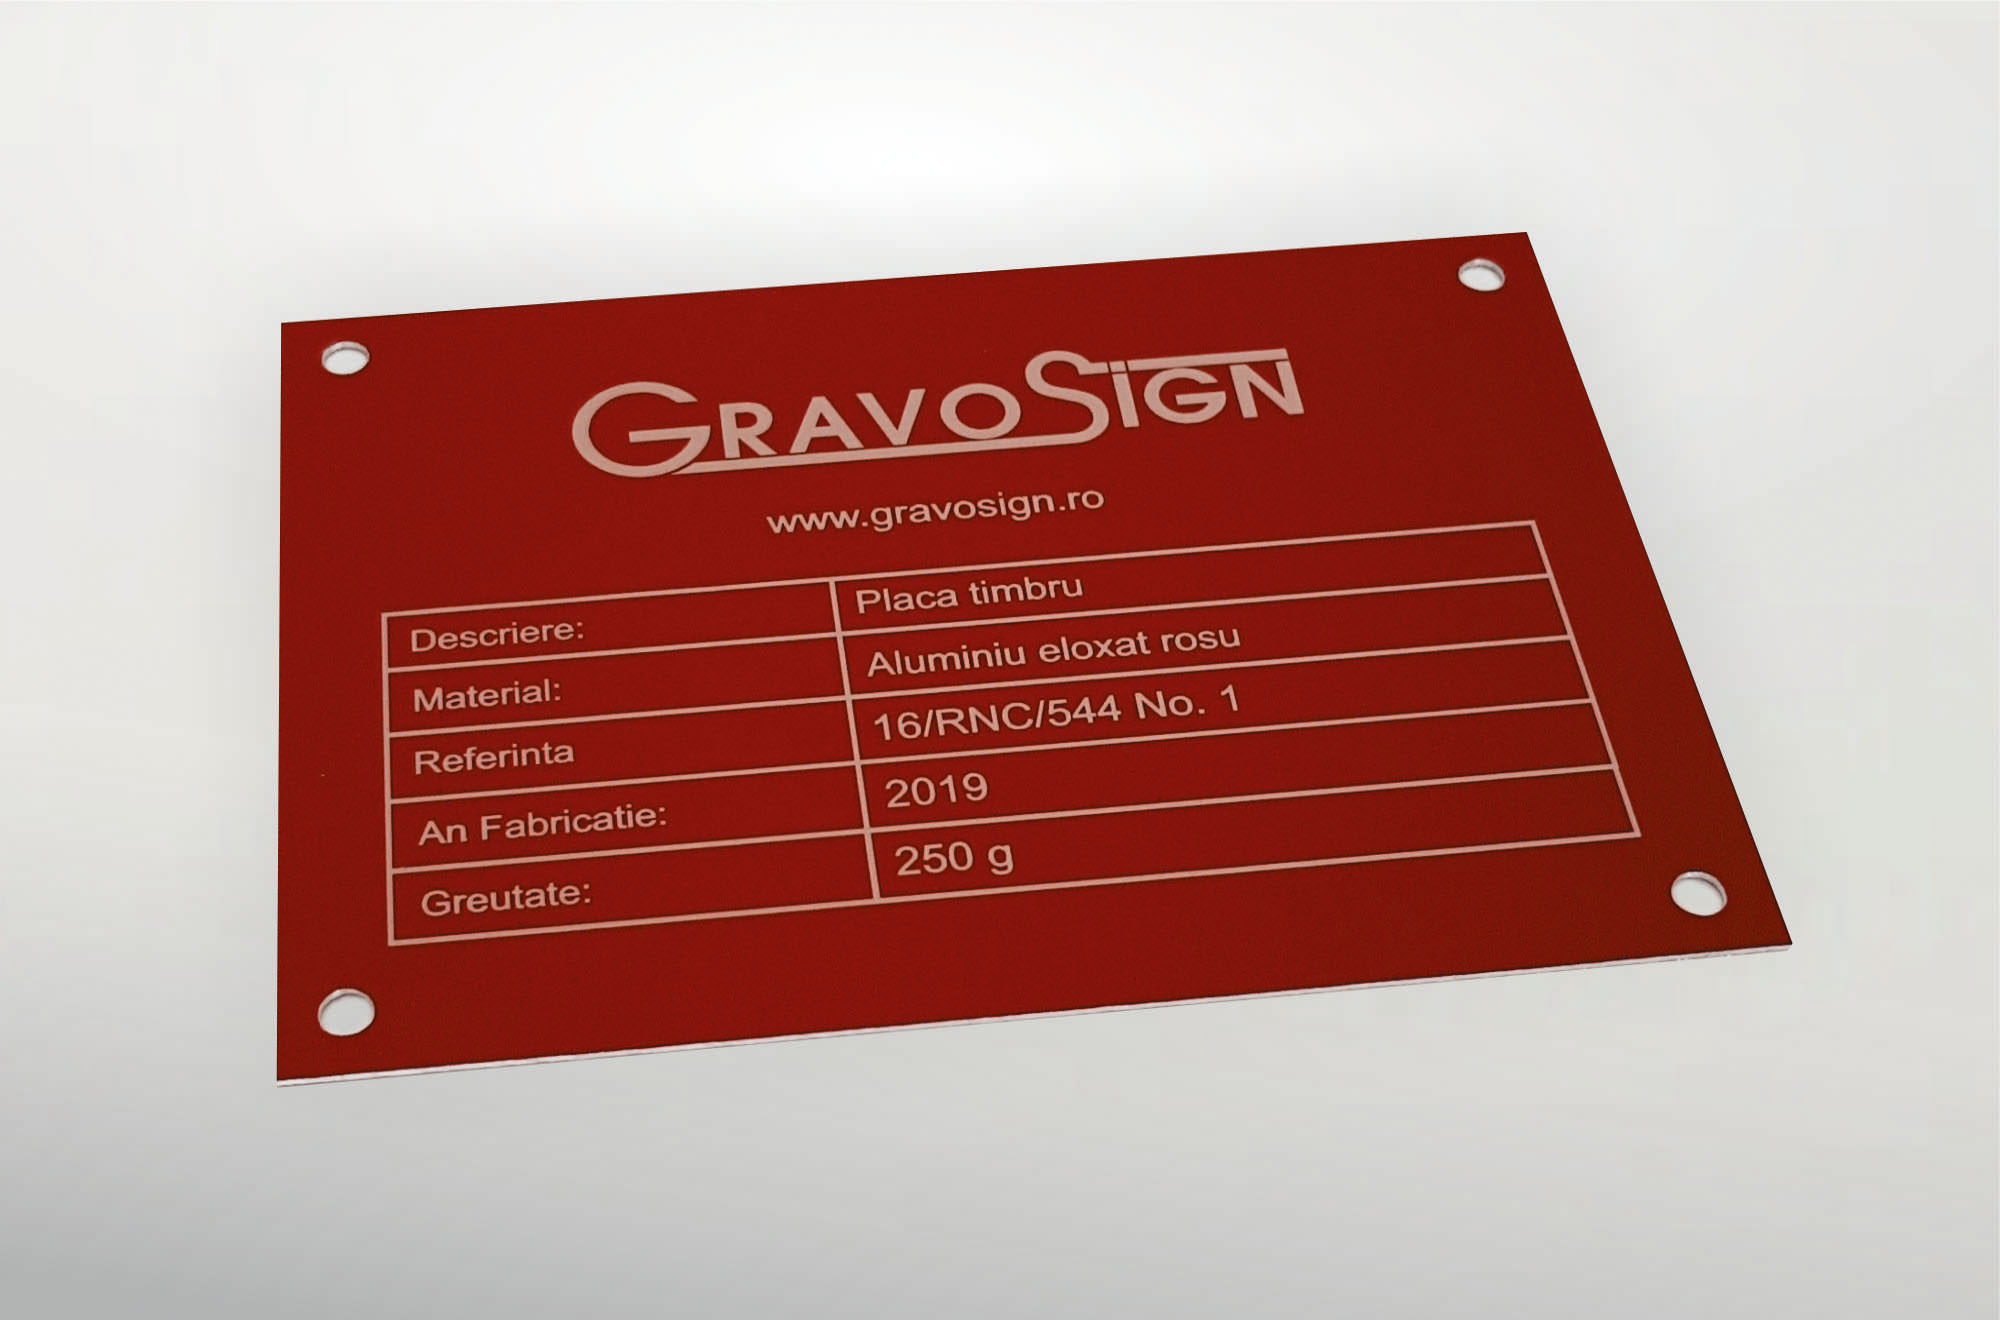 GRAVOSIGN
www.gravosign.ro
Descriere: Placa timbru
Material: Aluminiu eloxat rosu
Referinta 16/RNC/544 No. 1
An Fabricatie: 2019
Greutate: 250 g